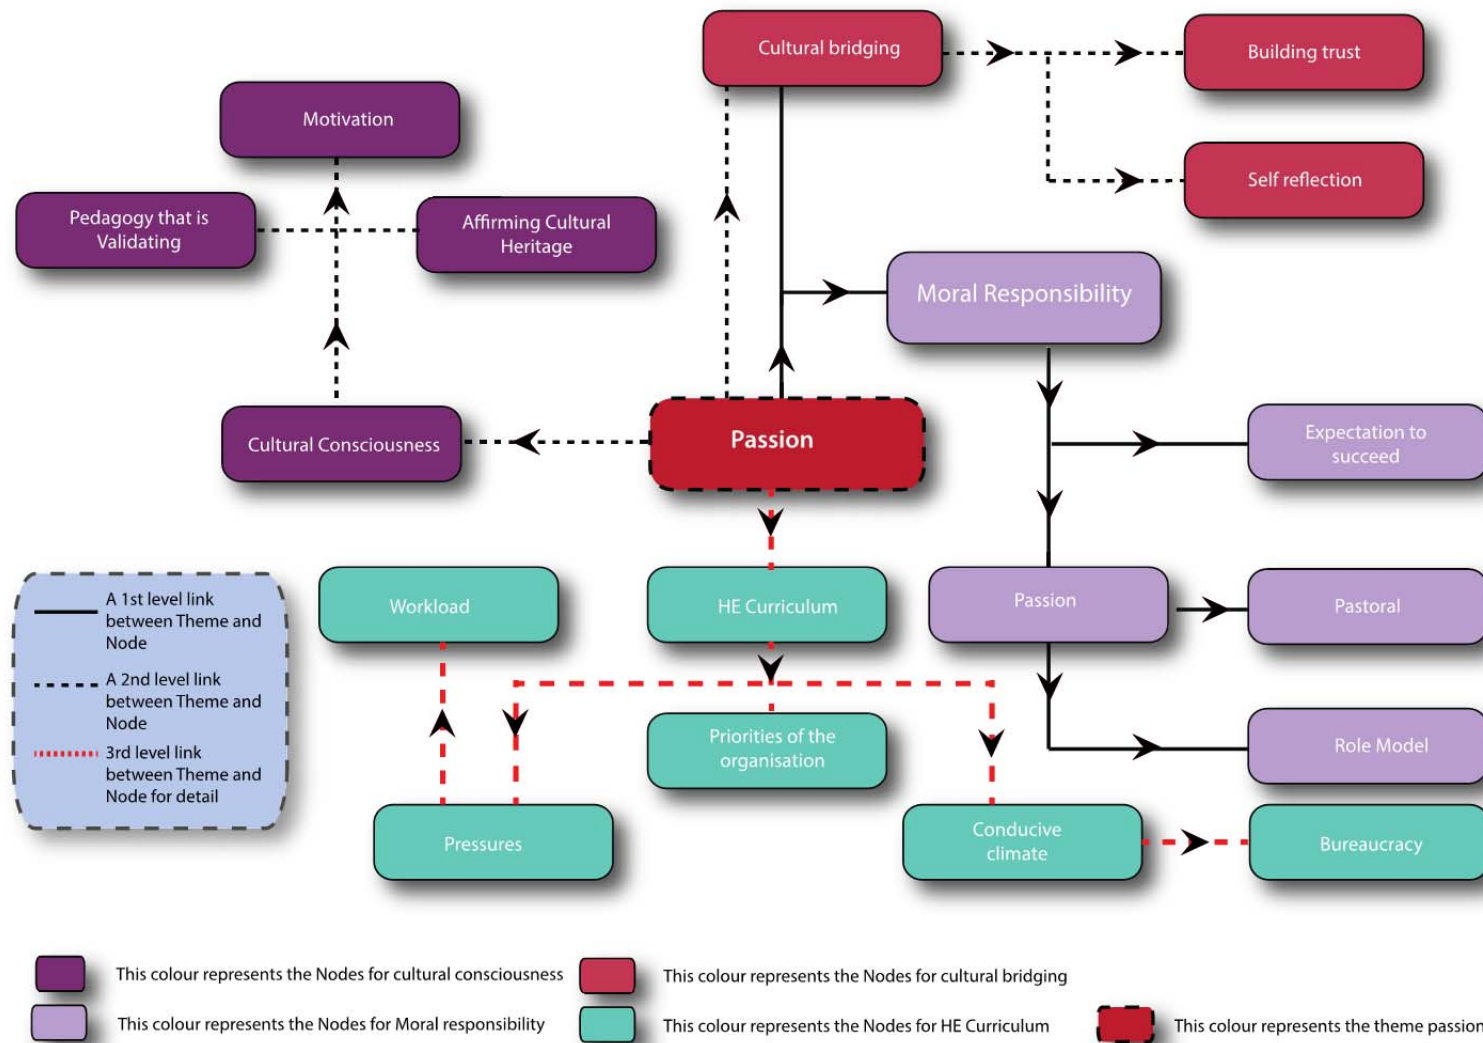 Cultural bridging
Building trust
Motivation
Self reflection
Pedagogy that is
Validating
Affirming Cultural
Heritage
Moral Responsibility
Cultural Consciousness
Passion
Expectation to
succeed
A 1st level link
between Theme and
Node
A 2nd level link
between Theme and
Node
3rd level link
between Theme and
Node for detail
Workload
HE Curriculum
Passion
Pastoral
Priorities of the
organisation
Role Model
Pressures
Conducive
climate
Bureaucracy
This colour represents the Nodes for cultural consciousness
This colour represents the Nodes for cultural bridging
This colour represents the Nodes for Moral responsibility
This colour represents the Nodes for HE Curriculum
This colour represents the theme passion